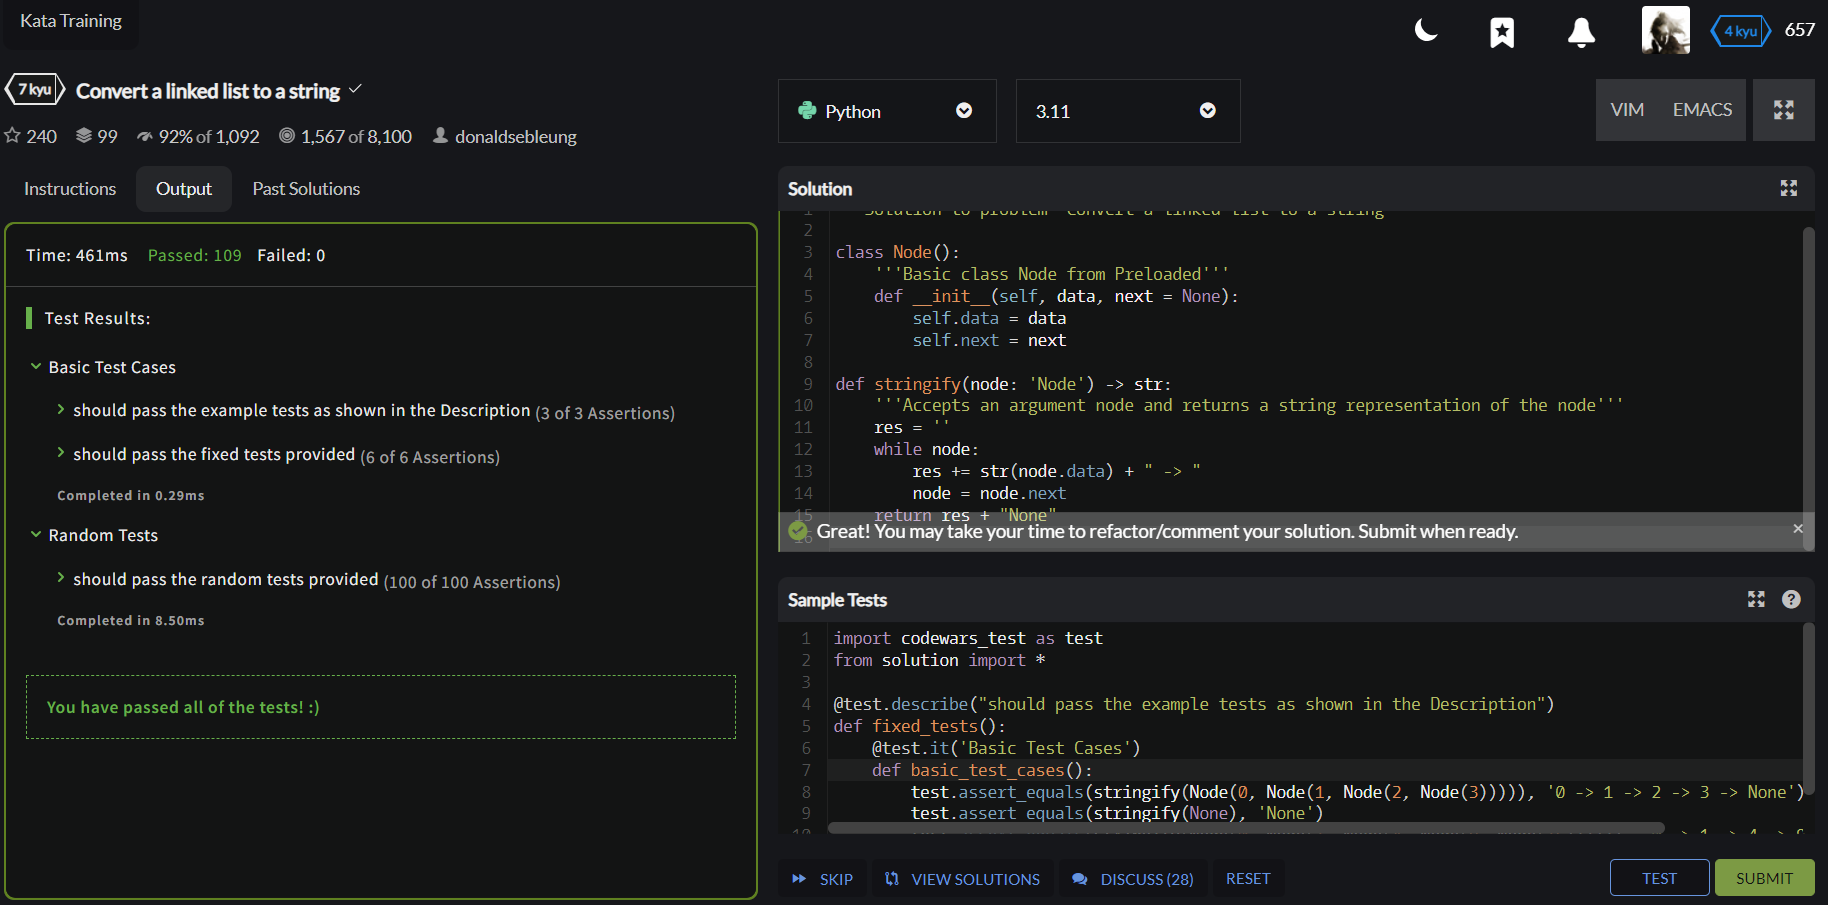 Kata Training
4 kyu 657
7 kyu Convert a linked list to a string
240 99 92% of 1,092 1,567 of 8,100 donaldsebleung
Python
3.11
VIM EMACS
Instructions Output Past Solutions
Time: 461ms Passed: 109 Failed: 0
Test Results:
Basic Test Cases
should pass the example tests as shown in the Description (3 of 3 Assertions)
should pass the fixed tests provided (6 of 6 Assertions)
Completed in 0.29ms
Random Tests
should pass the random tests provided (100 of 100 Assertions)
Completed in 8.50ms
You have passed all of the tests! :)
Solution
1 Solution to problem Convert a linked list to a string
2
3 class Node():
4     '''Basic class Node from Preloaded'''
5     def __init__(self, data, next = None):
6         self.data = data
7         self.next = next
8
9 def stringify(node: 'Node') -> str:
10     '''Accepts an argument node and returns a string representation of the node'''
11     res = ''
12     while node:
13         res += str(node.data) + " -> "
14         node = node.next
15     return res + "None"
16
Great! You may take your time to refactor/comment your solution. Submit when ready.
Sample Tests
1 import codewars_test as test
2 from solution import *
3
4 @test.describe("should pass the example tests as shown in the Description")
5 def fixed_tests():
6     @test.it('Basic Test Cases')
7     def basic_test_cases():
8         test.assert_equals(stringify(Node(0, Node(1, Node(2, Node(3))))), '0 -> 1 -> 2 -> 3 -> None')
9         test.assert_equals(stringify(None), 'None')
10
SKIP VIEW SOLUTIONS DISCUSS (28) RESET
TEST SUBMIT